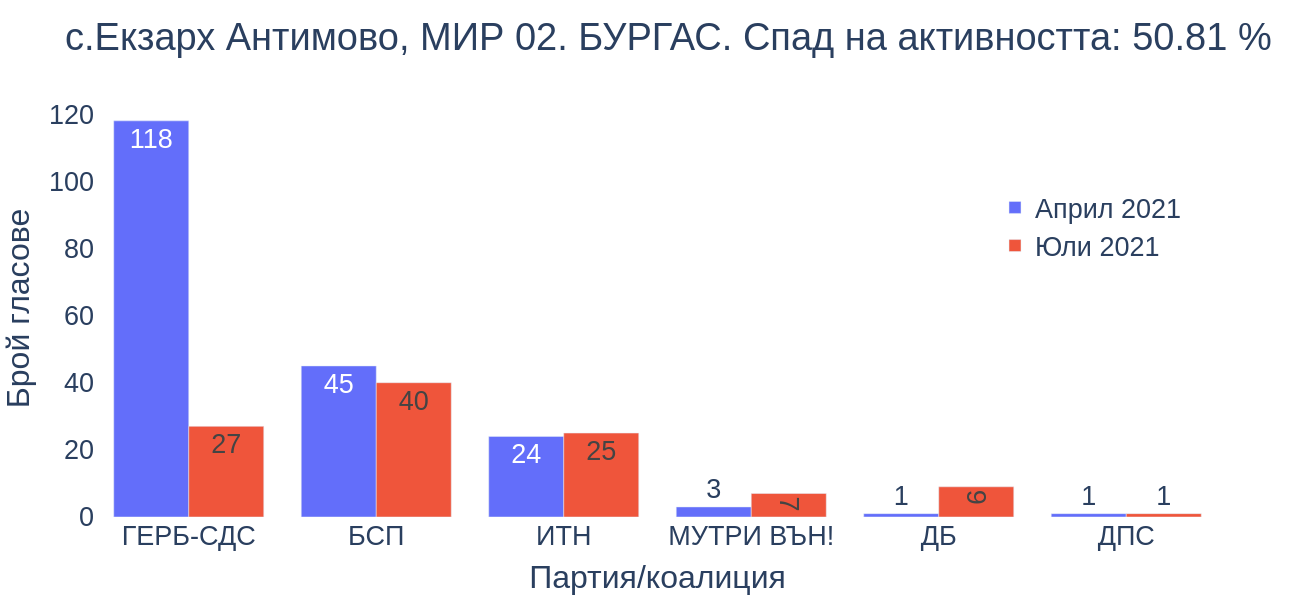 с.Екзарх Антимово, МИР 02. БУРГАС. Спад на активността: 50.81 %
120
100
80
60
40
20
0
Брой гласове
118
27
45
40
24
25
3
7
1
9
1
1
Април 2021
Юли 2021
ГЕРБ-СДС
БСП
ИТН
МУТРИ ВЪН!
ДБ
ДПС
Партия/коалиция